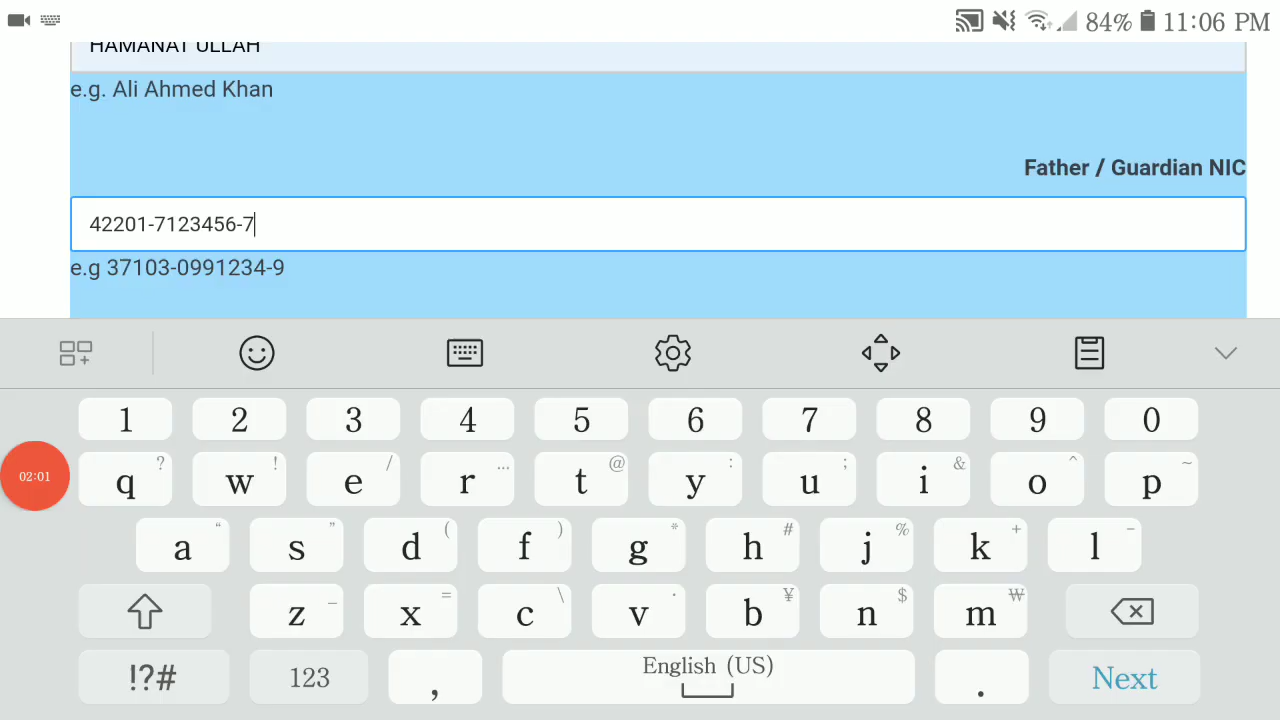 84% 11:06 PM
HAMANAT ULLAH
e.g. Ali Ahmed Khan
Father / Guardian NIC
42201-7123456-7
e.g 37103-0991234-9
1 2 3 4 5 6 7 8 9 0
q ? w ! e / r ... t @ y : u ; i & o ^ p ~
a “ s ” d ( f ) g * h # j % k + l -
02:01
z _ x = c \ v · b ¥ n $ m ₩
!?# 123 , English (US) . Next